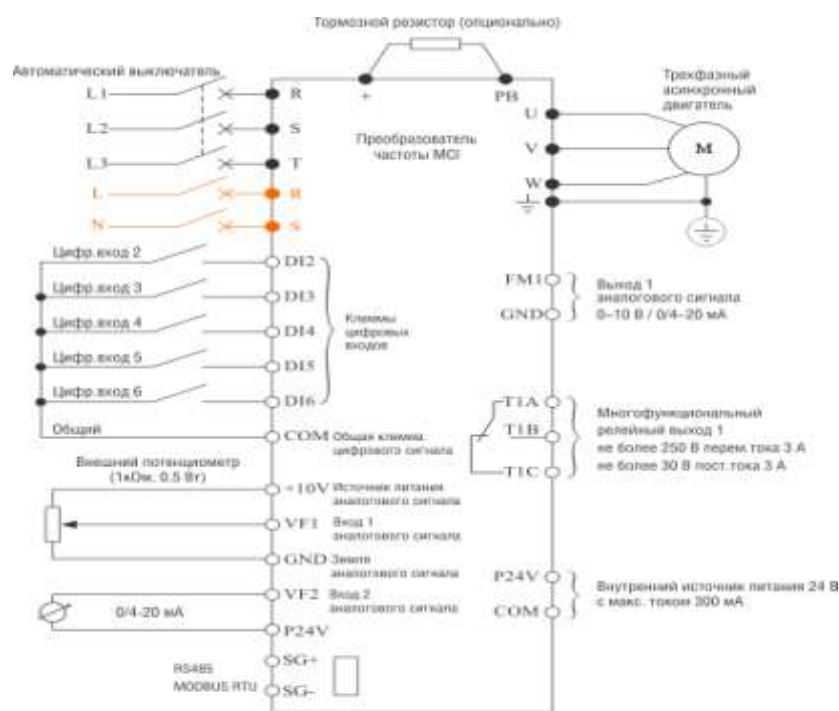 Тормозной резистор (опционально)
Автоматический выключатель
L1
R
L2
S
L3
T
L
R
N
S
+
PB
Преобразователь
частоты MCI
U
V
W
Трехфазный
асинхронный
двигатель
M
Цифр.вход 2
DI2
Цифр.вход 3
DI3
Цифр.вход 4
DI4
Цифр.вход 5
DI5
Цифр.вход 6
DI6
Клеммы
цифровых
входов
Общий
COM Общая клемма
цифрового сигнала
Внешний потенциометр
(1кОм, 0.5 Вт)
+10V Источник питания
аналогового сигнала
VF1 Вход 1
аналогового сигнала
GND Земля
аналогового сигнала
VF2 Вход 2
аналогового сигнала
0/4-20 мА
P24V
RS485
MODBUS RTU
SG+
SG-
FM1
GND
Выход 1
аналогового сигнала
0–10 В / 0/4–20 мА
T1A
T1B
T1C
Многофункциональный
релейный выход 1
не более 250 В перем.тока 3 А
не более 30 В пост.тока 3 А
P24V
COM
Внутренний источник питания 24 В
с макс. током 300 мА